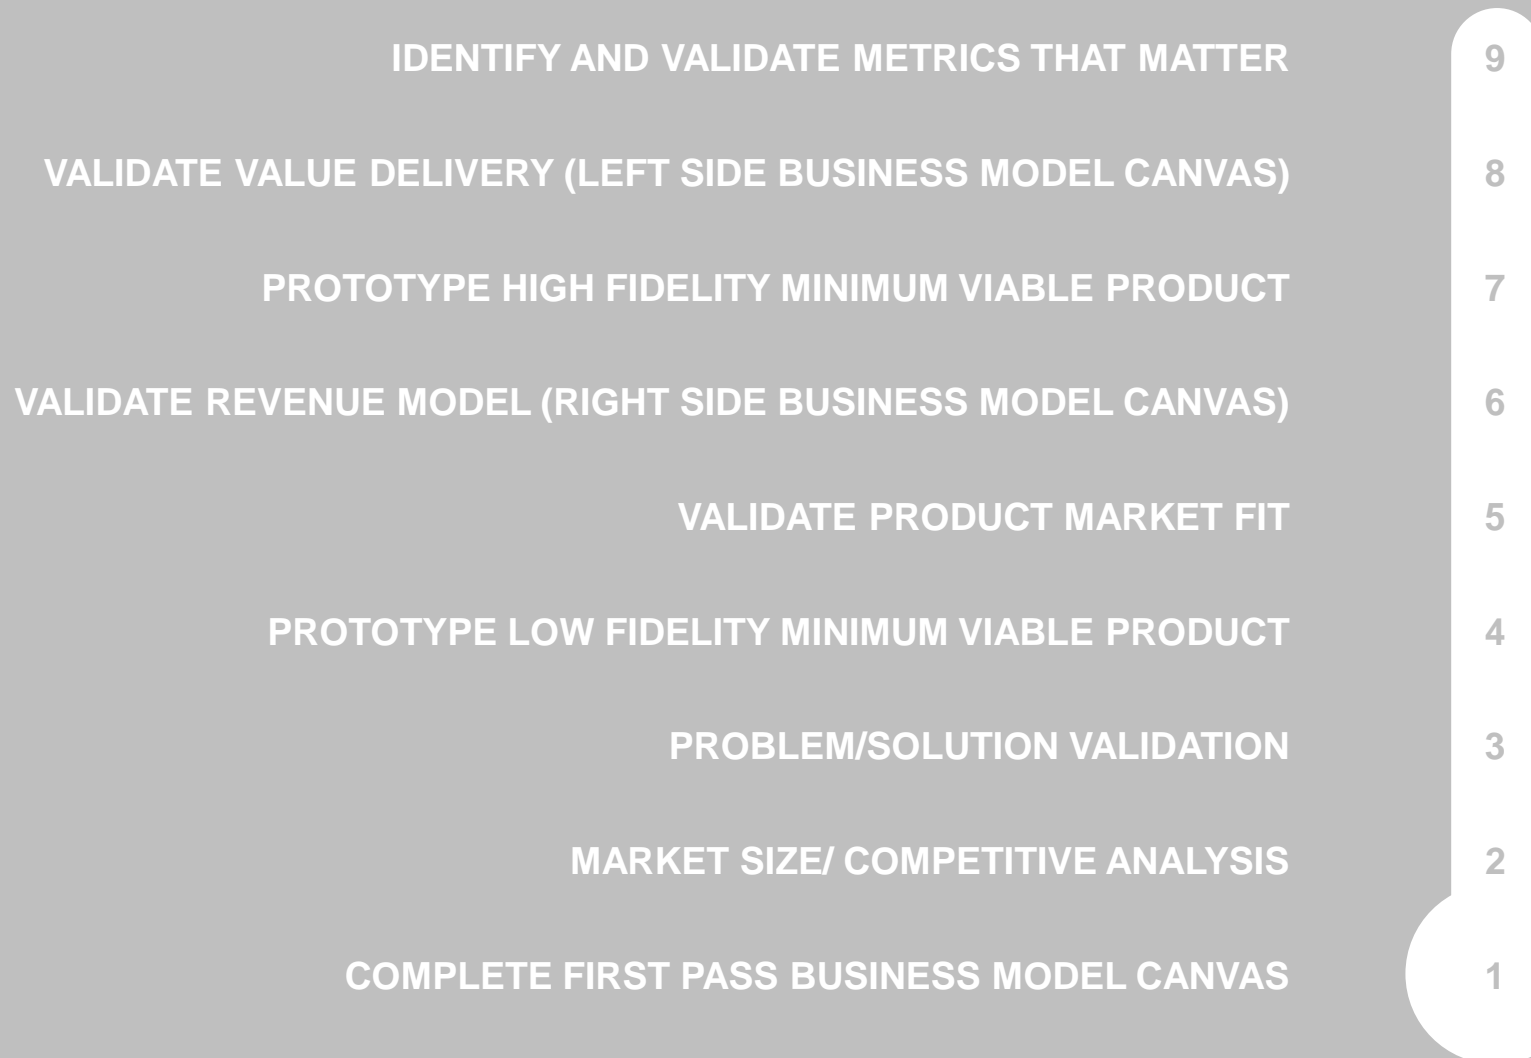 IDENTIFY AND VALIDATE METRICS THAT MATTER 9
VALIDATE VALUE DELIVERY (LEFT SIDE BUSINESS MODEL CANVAS) 8
PROTOTYPE HIGH FIDELITY MINIMUM VIABLE PRODUCT 7
VALIDATE REVENUE MODEL (RIGHT SIDE BUSINESS MODEL CANVAS) 6
VALIDATE PRODUCT MARKET FIT 5
PROTOTYPE LOW FIDELITY MINIMUM VIABLE PRODUCT 4
PROBLEM/SOLUTION VALIDATION 3
MARKET SIZE/ COMPETITIVE ANALYSIS 2
COMPLETE FIRST PASS BUSINESS MODEL CANVAS 1